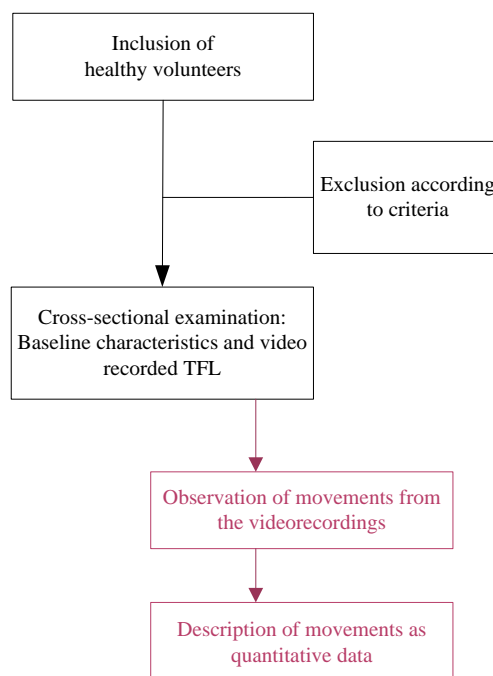 Inclusion of
healthy volunteers
Exclusion according
to criteria
Cross-sectional examination:
Baseline characteristics and video
recorded TFL
Observation of movements from
the videorecordings
Description of movements as
quantitative data